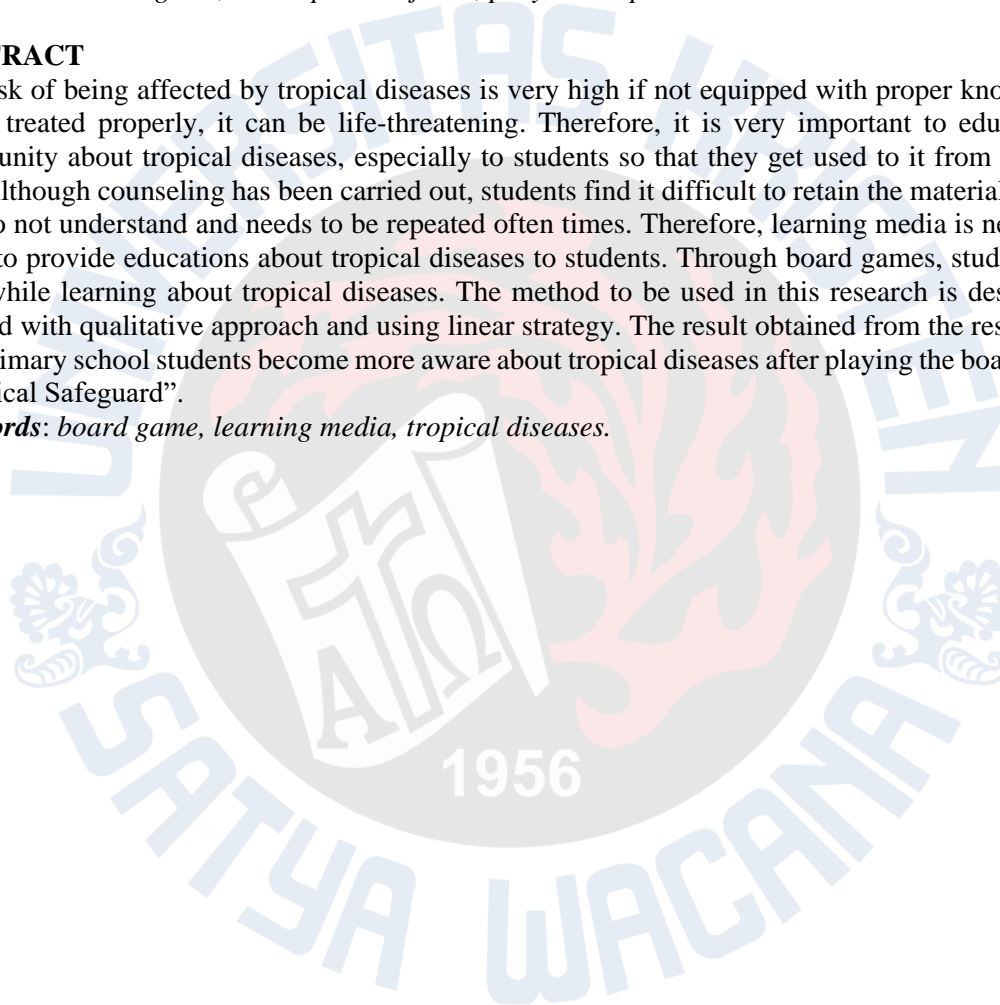 TRACT
sk of being affected by tropical diseases is very high if not equipped with proper kno
treated properly, it can be life-threatening. Therefore, it is very important to edu
unity about tropical diseases, especially to students so that they get used to it from
lthough counseling has been carried out, students find it difficult to retain the material
o not understand and needs to be repeated often times. Therefore, learning media is ne
to provide educations about tropical diseases to students. Through board games, stud
while learning about tropical diseases. The method to be used in this research is des
d with qualitative approach and using linear strategy. The result obtained from the res
rimary school students become more aware about tropical diseases after playing the boa
ical Safeguard”.
ords: board game, learning media, tropical diseases.
UNIVERSITAS KRISTEN
ΑΩ
1956
SATYA WACANA